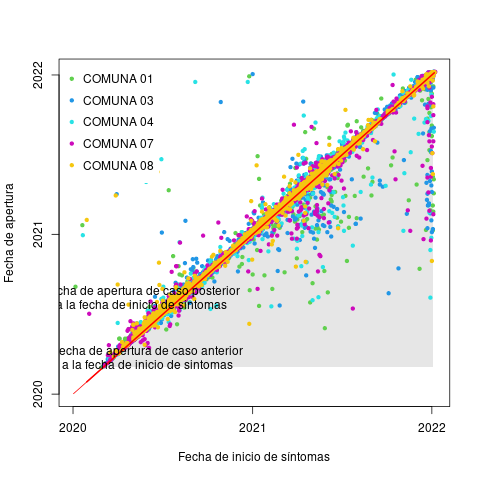 COMUNA 01
COMUNA 03
COMUNA 04
COMUNA 07
COMUNA 08
cha de apertura de caso posterior
a la fecha de inicio de síntomas
echa de apertura de caso anterior
a la fecha de inicio de sintomas
2022
2021
2020
Fecha de apertura
2020
2021
2022
Fecha de inicio de síntomas